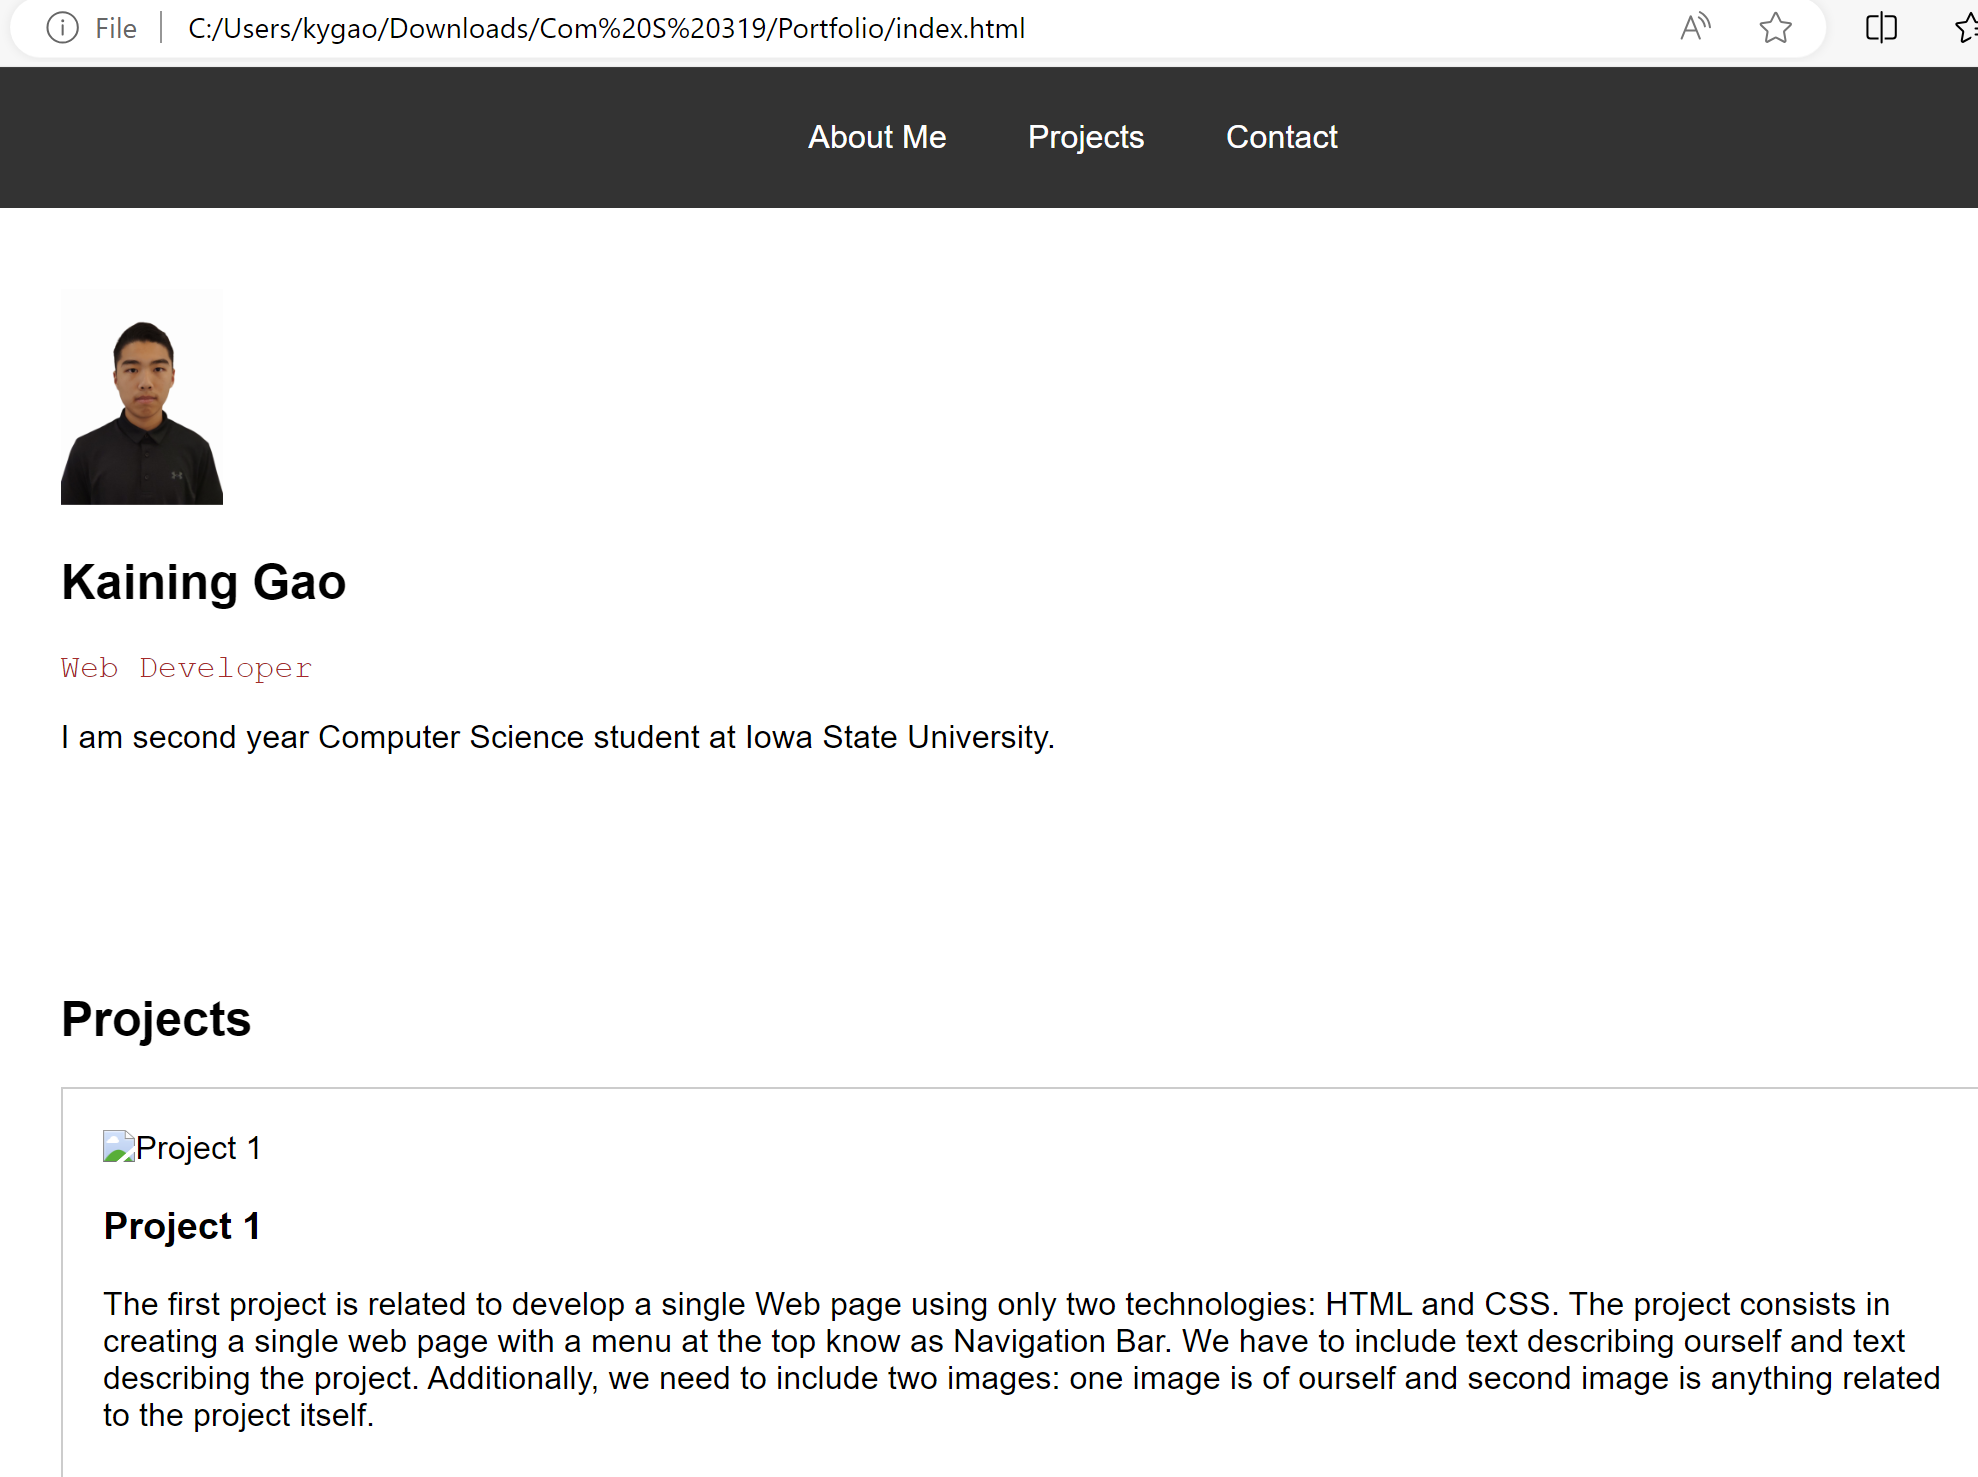 File
C:/Users/kygao/Downloads/Com%20S%20319/Portfolio/index.html
About Me Projects Contact
Kaining Gao
Web Developer
I am second year Computer Science student at Iowa State University.
Projects
Project 1
Project 1
The first project is related to develop a single Web page using only two technologies: HTML and CSS. The project consists in
creating a single web page with a menu at the top know as Navigation Bar. We have to include text describing ourself and text
describing the project. Additionally, we need to include two images: one image is of ourself and second image is anything related
to the project itself.